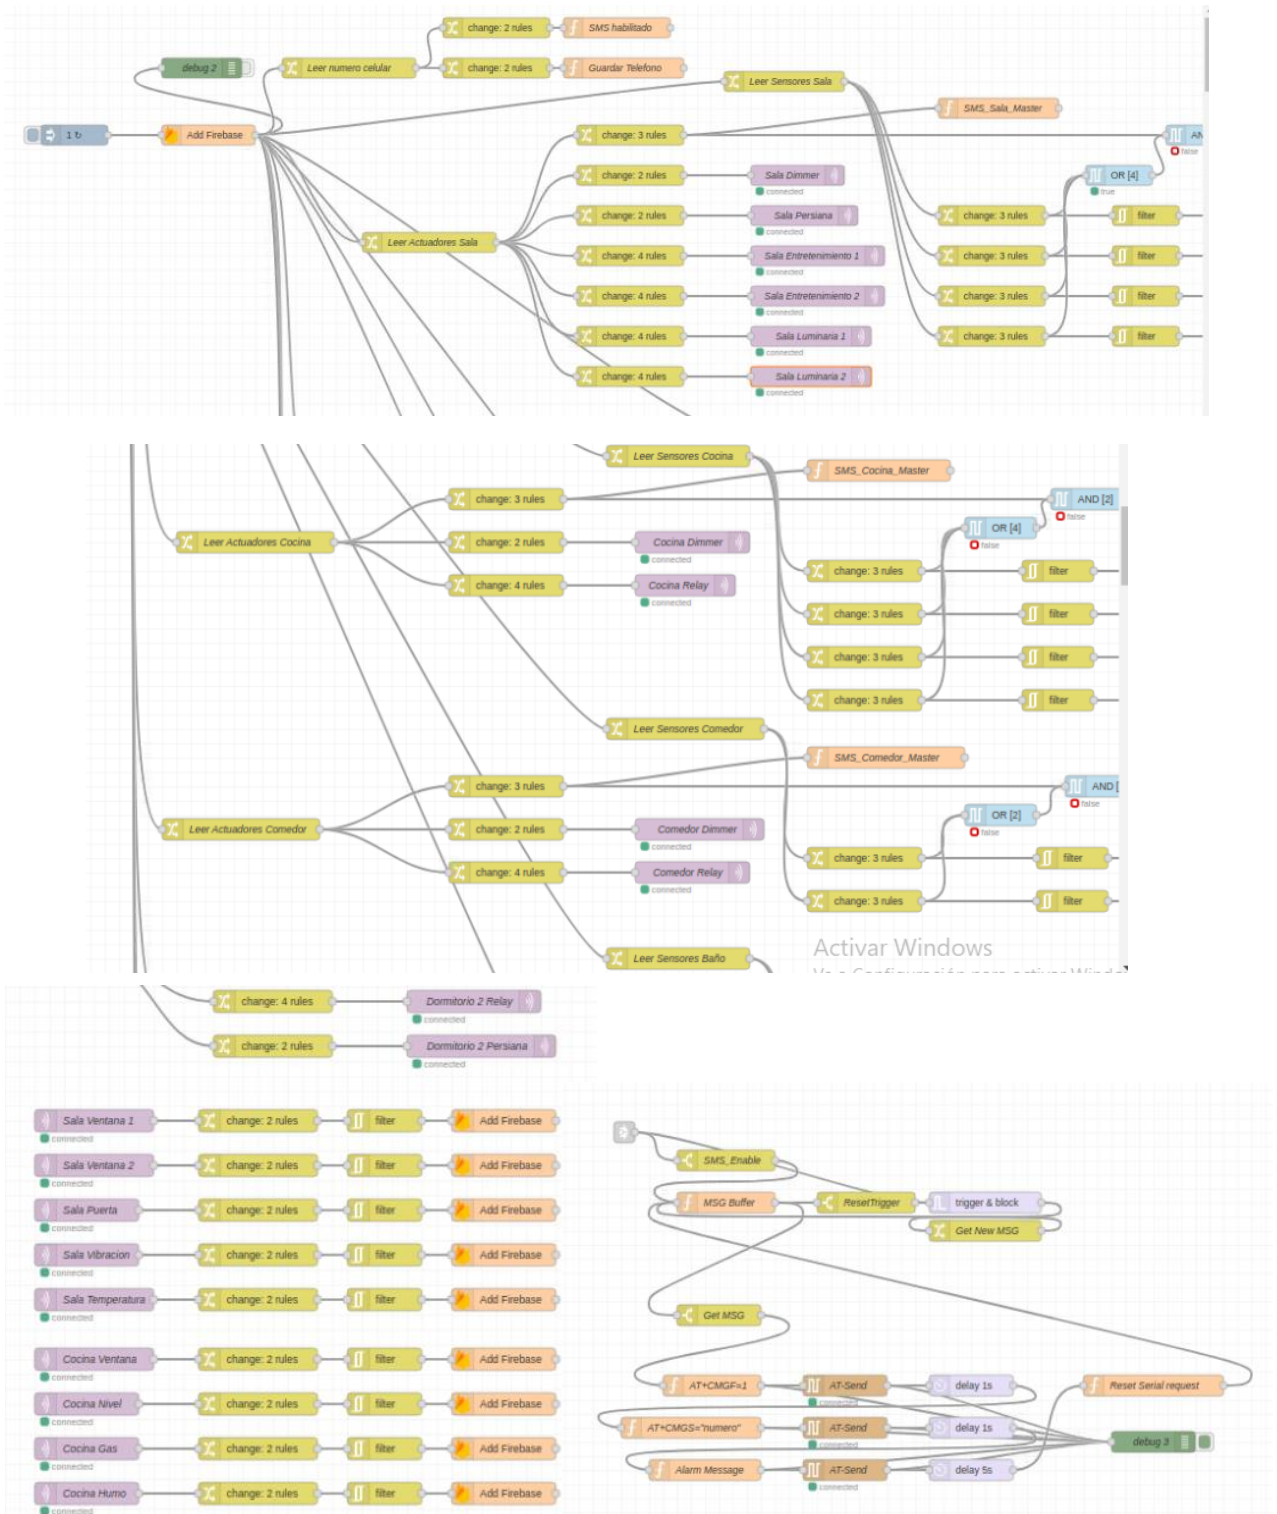 change: 2 rules SMS habilitado
debug 2 Leer numero celular change: 2 rules Guardar Telefono
Leer Sensores Sala
SMS_Sala_Master
1 ↻ Add Firebase change: 3 rules AN
false
change: 2 rules Sala Dimmer OR [4]
connected true
change: 2 rules Sala Persiana change: 3 rules filter
connected
Leer Actuadores Sala
change: 4 rules Sala Entretenimiento 1 change: 3 rules filter
connected
change: 4 rules Sala Entretenimiento 2 change: 3 rules filter
connected
change: 4 rules Sala Luminaria 1 change: 3 rules filter
connected
change: 4 rules Sala Luminaria 2
connected
Leer Sensores Cocina
SMS_Cocina_Master
change: 3 rules AND [2]
false
OR [4]
false
Leer Actuadores Cocina change: 2 rules Cocina Dimmer
connected
change: 3 rules filter
change: 4 rules Cocina Relay
connected
change: 3 rules filter
change: 3 rules filter
change: 3 rules filter
Leer Sensores Comedor
SMS_Comedor_Master
change: 3 rules AND [
false
OR [2]
false
Leer Actuadores Comedor change: 2 rules Comedor Dimmer
connected
change: 3 rules filter
change: 4 rules Comedor Relay
connected
change: 3 rules filter
Activar Windows
Leer Sensores Baño
change: 4 rules Dormitorio 2 Relay
connected
change: 2 rules Dormitorio 2 Persiana
connected
Sala Ventana 1 change: 2 rules filter Add Firebase
connected
Sala Ventana 2 change: 2 rules filter Add Firebase
connected
Sala Puerta change: 2 rules filter Add Firebase
connected
Sala Vibracion change: 2 rules filter Add Firebase
connected
Sala Temperatura change: 2 rules filter Add Firebase
connected
Cocina Ventana change: 2 rules filter Add Firebase
connected
Cocina Nivel change: 2 rules filter Add Firebase
connected
Cocina Gas change: 2 rules filter Add Firebase
connected
Cocina Humo change: 2 rules filter Add Firebase
connected
SMS_Enable
MSG Buffer ResetTrigger trigger & block
Get New MSG
Get MSG
AT+CMGF=1 AT-Send delay 1s Reset Serial request
connected
AT+CMGS="numero" AT-Send delay 1s debug 3
connected
Alarm Message AT-Send delay 5s
connected